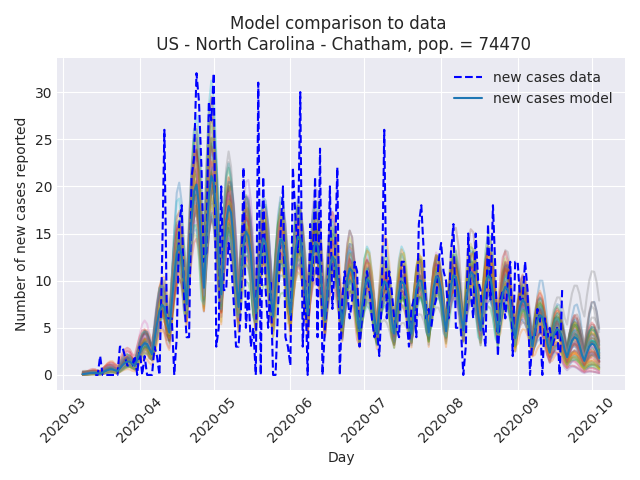 Model comparison to data
US - North Carolina - Chatham, pop. = 74470
new cases data
new cases model
Number of new cases reported
30
25
20
15
10
5
0
2020-03
2020-04
2020-05
2020-06
2020-07
2020-08
2020-09
2020-10
Day